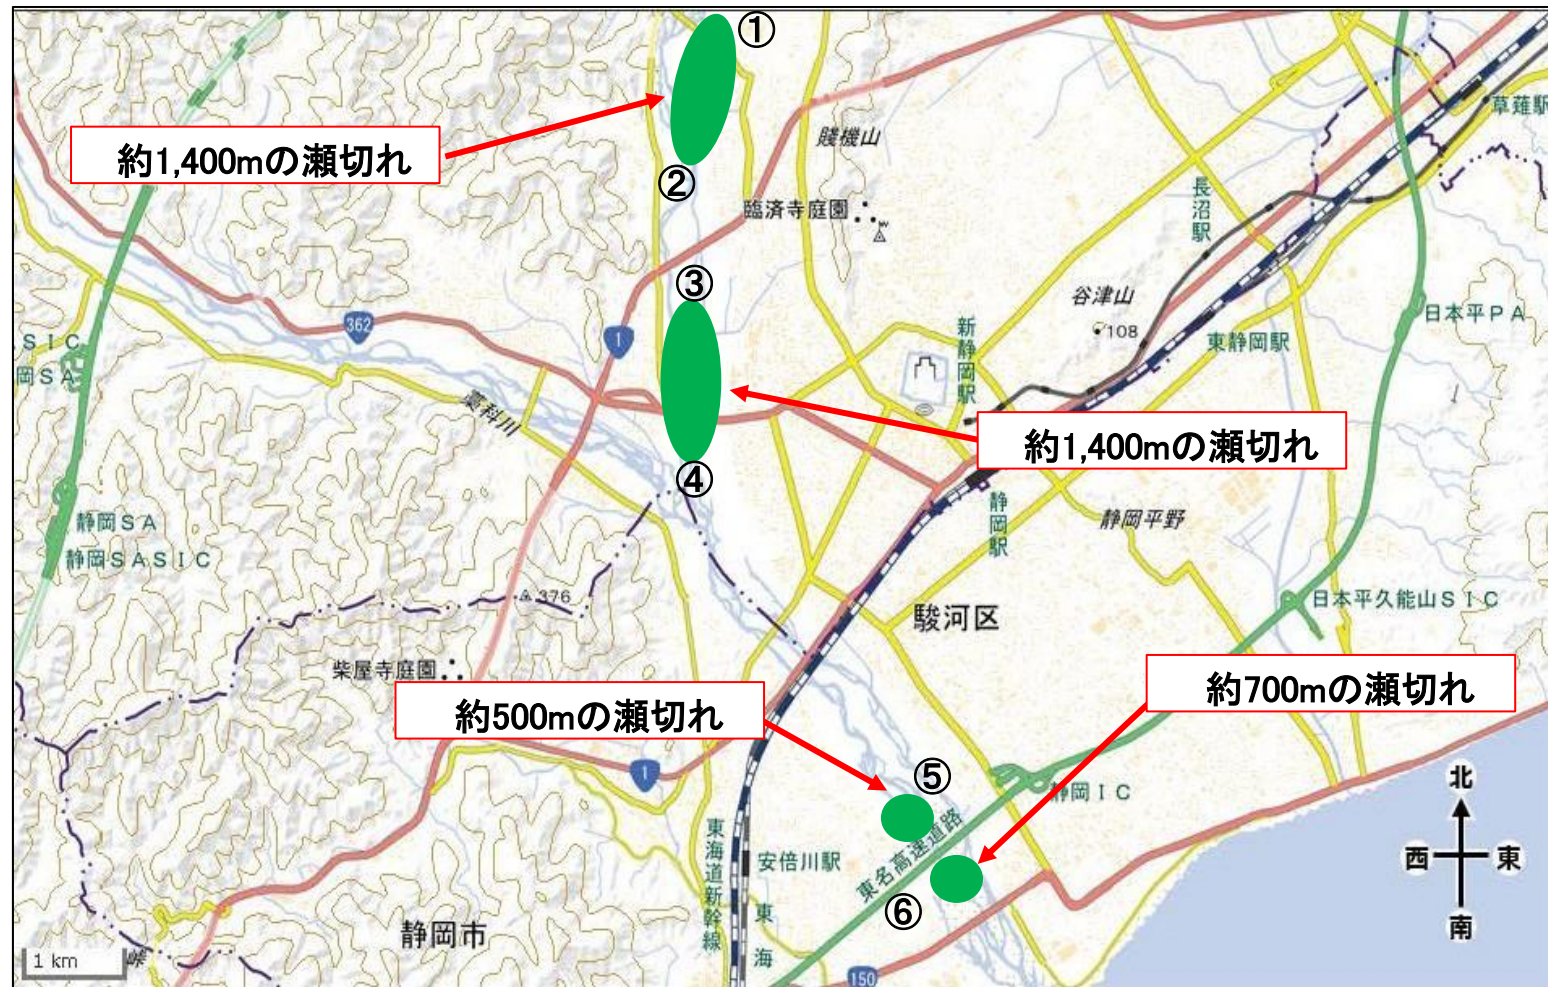 ①
草薙駅
賤機山
約1,400mの瀬切れ
②
臨済寺庭園
長沼駅
③
谷津山
362
1
日本平PA
108
東静岡駅
新静岡駅
SIC
岡SA
藁科川
約1,400mの瀬切れ
④
静岡駅
静岡平野
静岡SA
静岡SASIC
376
日本平久能山SIC
駿河区
柴屋寺庭園
約700mの瀬切れ
約500mの瀬切れ
1
⑤
静岡IC
北
西
東
南
東名高速道路
東海道新幹線
安倍川駅
⑥
静岡市
東海
150
1 km
峠